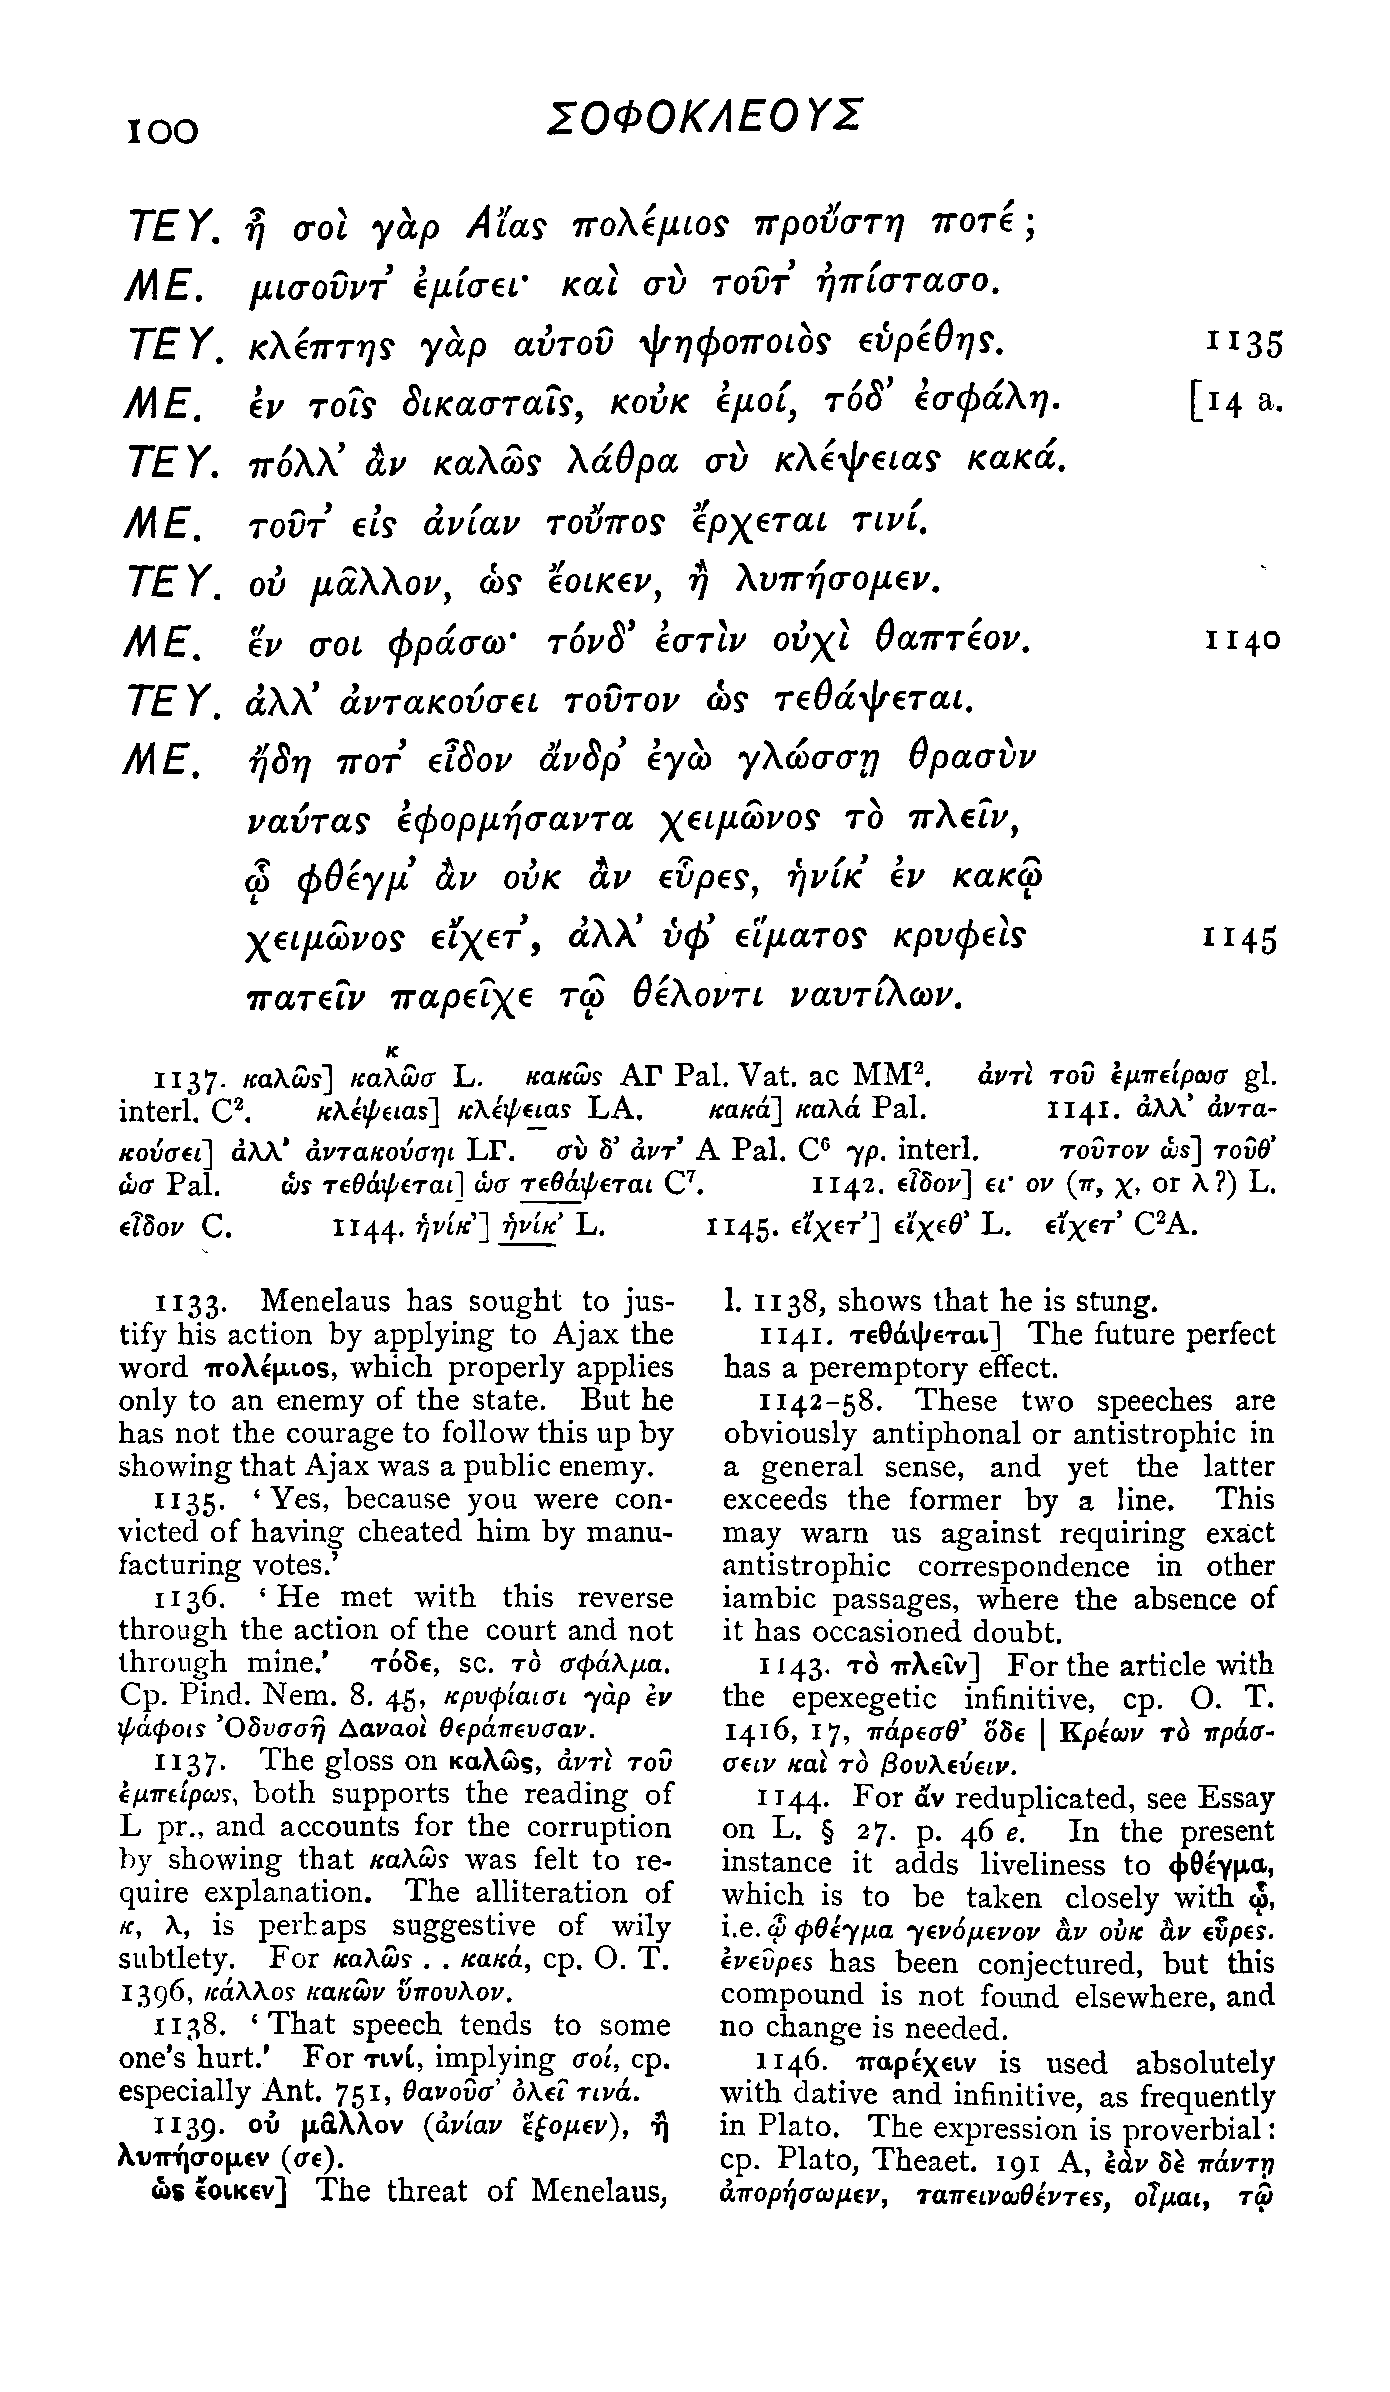 100
ΣΟΦΟΚΛΕΟΥΣ
ΤΕΥ. ἦ σοὶ γὰρ Αἴας πολέμιος προὔστη ποτέ;
ΜΕ. μισοῦντ᾽ ἐμίσει· καὶ σὺ τοῦτ᾽ ἠπίστασο.
ΤΕΥ. κλέπτης γὰρ αὐτοῦ ψηφοποιὸς εὑρέθης. 1135
ΜΕ. ἐν τοῖς δικασταῖς, κοὐκ ἐμοί, τόδ᾽ ἐσφάλη. [14 a.
ΤΕΥ. πόλλ᾽ ἂν καλῶς λάθρα σὺ κλέψειας κακά.
ΜΕ. τοῦτ᾽ εἰς ἀνίαν τοὔπος ἔρχεται τινί.
ΤΕΥ. οὐ μᾶλλον, ὡς ἔοικεν, ἢ λυπήσομεν.
ΜΕ. ἕν σοι φράσω· τόνδ᾽ ἐστὶν οὐχὶ θαπτέον. 1140
ΤΕΥ. ἀλλ᾽ ἀντακούσει τοῦτον ὡς τεθάψεται.
ΜΕ. ἤδη ποτ᾽ εἶδον ἄνδρ᾽ ἐγὼ γλώσσῃ θρασὺν
ναύτας ἐφορμήσαντα χειμῶνος τὸ πλεῖν,
ᾧ φθέγμ᾽ ἂν οὐκ ἂν εὗρες, ἡνίκ᾽ ἐν κακῷ
χειμῶνος εἴχετ᾽, ἀλλ᾽ ὑφ᾽ εἵματος κρυφεὶς 1145
πατεῖν παρεῖχε τῷ θέλοντι ναυτίλων.
κ
1137. καλῶς] καλῶσ L. κακῶς ΑΓ Pal. Vat. ac MM². ἀντὶ τοῦ ἐμπείρωσ gl.
interl. C². κλέψειας] κλέψειας LA. κακά] καλά Pal. 1141. ἀλλ᾽ ἀντα-
κούσει] ἀλλ᾽ ἀντακούσηι LΓ. σὺ δ᾽ ἀντ᾽ A Pal. C⁶ γρ. interl. τοῦτον ὡς] τοῦθ᾽
ὡσ Pal. ὡς τεθάψεται] ὡσ τεθάψεται C⁷. 1142. εἶδον] ει· ον (π, χ, or λ?) L.
εἶδον C. 1144. ἡνίκ᾽] ἡνίκ᾽ L. 1145. εἴχετ᾽] εἴχεθ᾽ L. εἴχετ᾽ C²A.
1133. Menelaus has sought to jus-
tify his action by applying to Ajax the
word πολέμιος, which properly applies
only to an enemy of the state. But he
has not the courage to follow this up by
showing that Ajax was a public enemy.
1135. ‘Yes, because you were con-
victed of having cheated him by manu-
facturing votes.’
1136. ‘He met with this reverse
through the action of the court and not
through mine.’ τόδε, sc. τὸ σφάλμα.
Cp. Pind. Nem. 8. 45, κρυφίαισι γὰρ ἐν
ψάφοις Ὀδυσσῆ Δαναοὶ θεράπευσαν.
1137. The gloss on καλῶς, ἀντὶ τοῦ
ἐμπείρως, both supports the reading of
L pr., and accounts for the corruption
by showing that καλῶς was felt to re-
quire explanation. The alliteration of
κ, λ, is perhaps suggestive of wily
subtlety. For καλῶς . . κακά, cp. O. T.
1396, κάλλος κακῶν ὕπουλον.
1138. ‘That speech tends to some
one's hurt.’ For τινί, implying σοί, cp.
especially Ant. 751, θανοῦσ᾽ ὀλεῖ τινά.
1139. οὐ μᾶλλον (ἀνίαν ἕξομεν), ἢ
λυπήσομεν (σε).
ὡς ἔοικεν] The threat of Menelaus,
l. 1138, shows that he is stung.
1141. τεθάψεται] The future perfect
has a peremptory effect.
1142-58. These two speeches are
obviously antiphonal or antistrophic in
a general sense, and yet the latter
exceeds the former by a line. This
may warn us against requiring exact
antistrophic correspondence in other
iambic passages, where the absence of
it has occasioned doubt.
1143. τὸ πλεῖν] For the article with
the epexegetic infinitive, cp. O. T.
1416, 17, πάρεσθ᾽ ὅδε | Κρέων τὸ πράσ-
σειν καὶ τὸ βουλεύειν.
1144. For ἄν reduplicated, see Essay
on L. § 27. p. 46 e. In the present
instance it adds liveliness to φθέγμα,
which is to be taken closely with ᾧ,
i.e. ᾧ φθέγμα γενόμενον ἂν οὐκ ἂν εὗρες.
ἐνεῦρες has been conjectured, but this
compound is not found elsewhere, and
no change is needed.
1146. παρέχειν is used absolutely
with dative and infinitive, as frequently
in Plato. The expression is proverbial:
cp. Plato, Theaet. 191 A, ἐὰν δὲ πάντῃ
ἀπορήσωμεν, ταπεινωθέντες, οἶμαι, τῷ